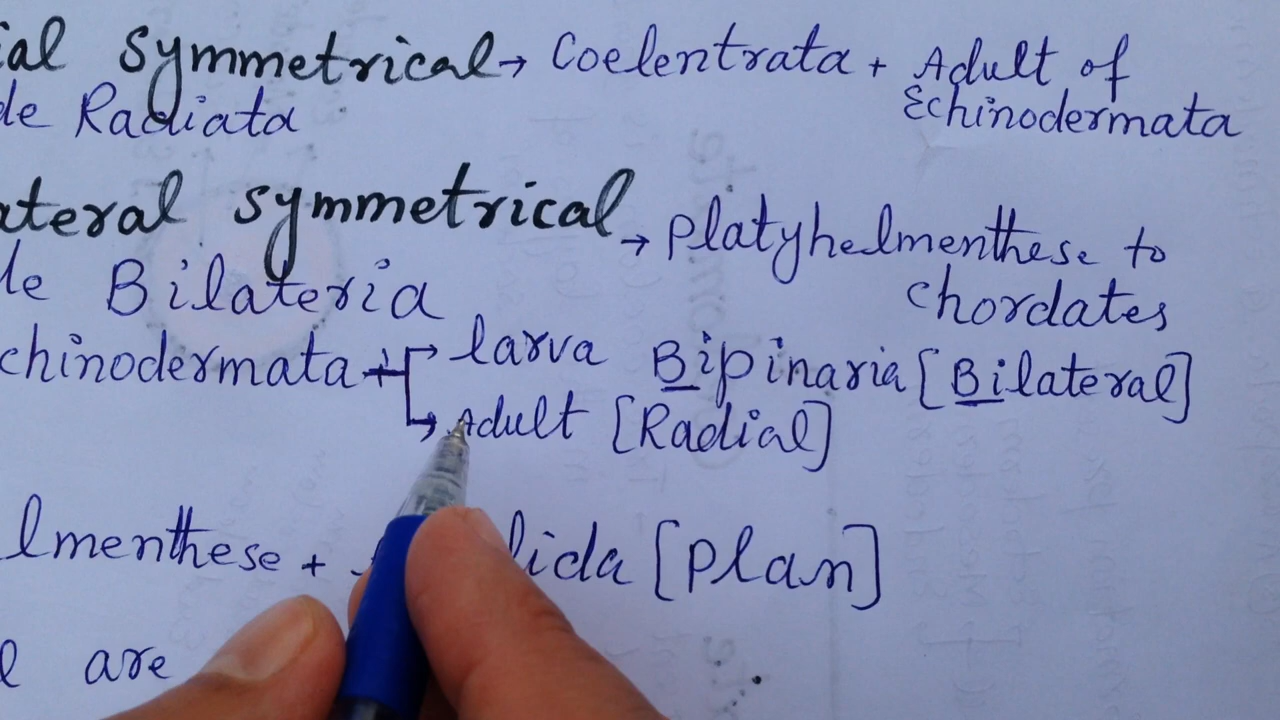 ial symmetrical → Coelentrata + Adult of
de Radiata Echinodermata
ateral symmetrical → Platyhelmenthese to
de Bilateria chordates
chinodermata → larva Bipinaria [Bilateral]
→ Adult [Radial]
lmenthese + lida [Plan]
l are